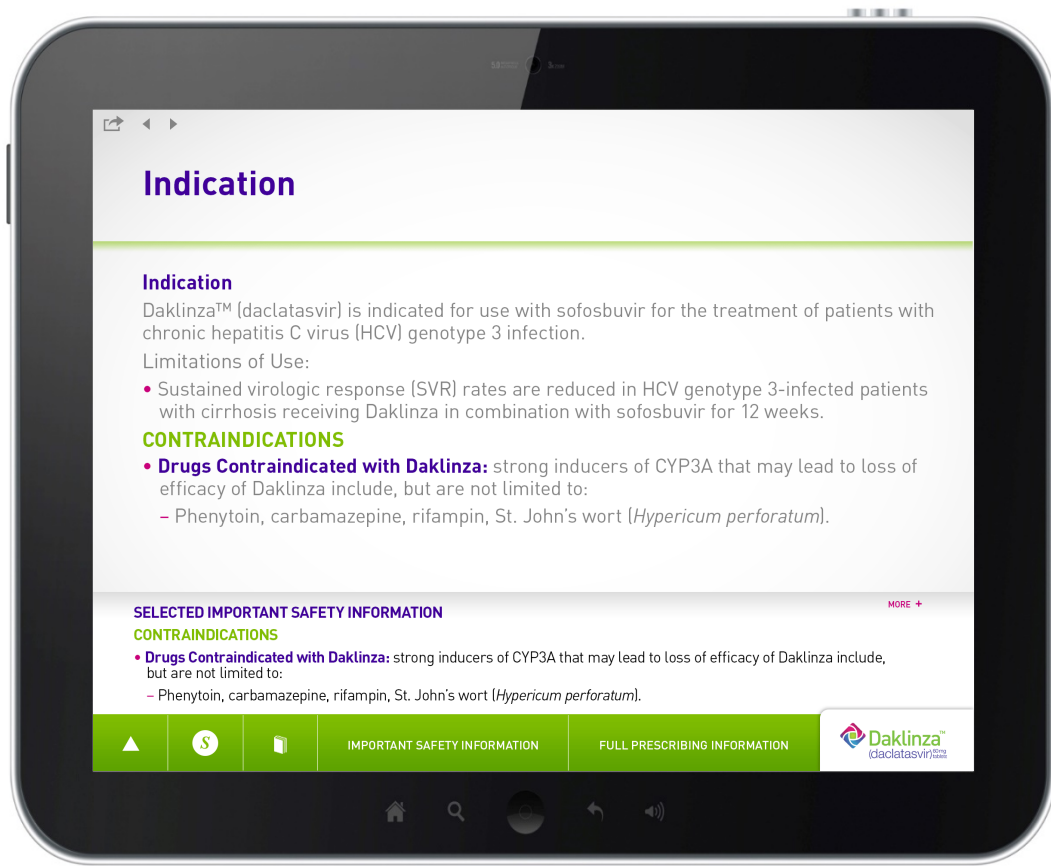 Indication
Indication
Daklinza™ (daclatasvir) is indicated for use with sofosbuvir for the treatment of patients with
chronic hepatitis C virus (HCV) genotype 3 infection.
Limitations of Use:
• Sustained virologic response (SVR) rates are reduced in HCV genotype 3-infected patients
with cirrhosis receiving Daklinza in combination with sofosbuvir for 12 weeks.
CONTRAINDICATIONS
• Drugs Contraindicated with Daklinza: strong inducers of CYP3A that may lead to loss of
efficacy of Daklinza include, but are not limited to:
– Phenytoin, carbamazepine, rifampin, St. John's wort (Hypericum perforatum).
MORE +
SELECTED IMPORTANT SAFETY INFORMATION
CONTRAINDICATIONS
• Drugs Contraindicated with Daklinza: strong inducers of CYP3A that may lead to loss of efficacy of Daklinza include,
but are not limited to:
– Phenytoin, carbamazepine, rifampin, St. John's wort (Hypericum perforatum).
S
IMPORTANT SAFETY INFORMATION
FULL PRESCRIBING INFORMATION
Daklinza™
(daclatasvir) 60 mg tablets